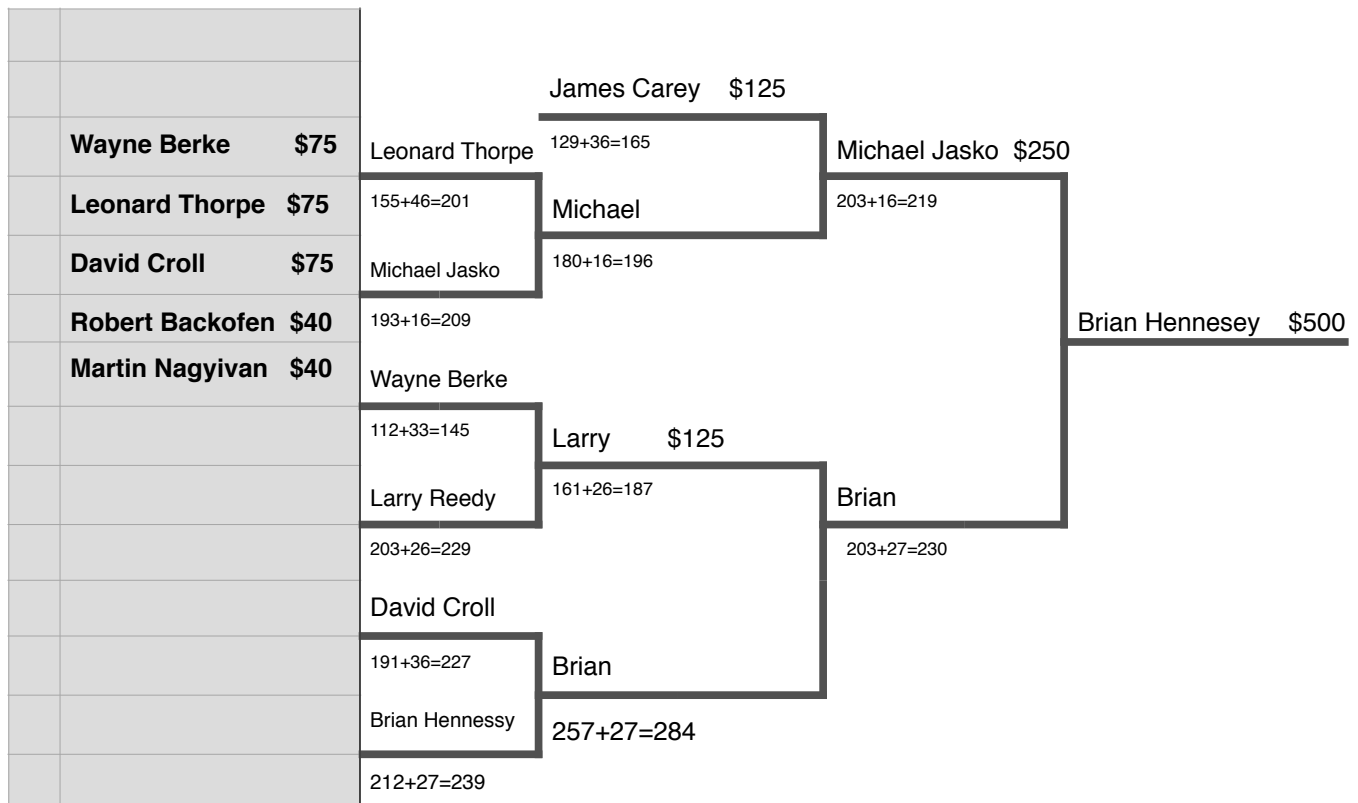 Wayne Berke $75
Leonard Thorpe $75
David Croll $75
Robert Backofen $40
Martin Nagyivan $40
Leonard Thorpe
155+46=201
Michael Jasko
193+16=209
Wayne Berke
112+33=145
Larry Reedy
203+26=229
David Croll
191+36=227
Brian Hennessy
212+27=239
James Carey $125
129+36=165
Michael
180+16=196
Larry $125
161+26=187
Brian
257+27=284
Michael Jasko $250
203+16=219
Brian
203+27=230
Brian Hennesey $500